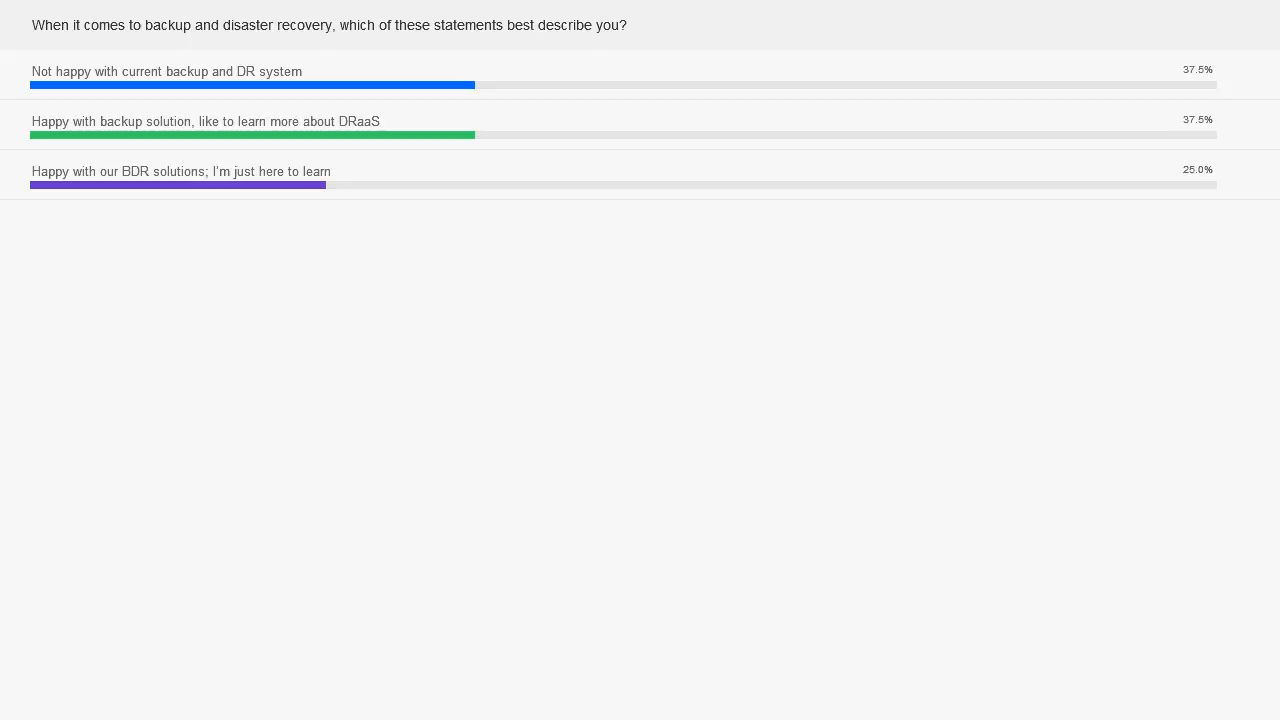 When it comes to backup and disaster recovery, which of these statements best describe you?
Not happy with current backup and DR system
37.5%
Happy with backup solution, like to learn more about DRaaS
37.5%
Happy with our BDR solutions; I'm just here to learn
25.0%